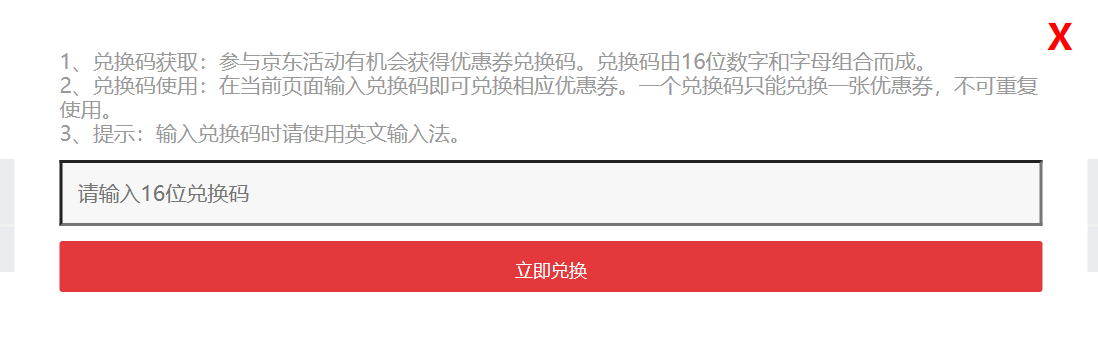 X
1、兑换码获取：参与京东活动有机会获得优惠券兑换码。兑换码由16位数字和字母组合而成。
2、兑换码使用：在当前页面输入兑换码即可兑换相应优惠券。一个兑换码只能兑换一张优惠券，不可重复
使用。
3、提示：输入兑换码时请使用英文输入法。
请输入16位兑换码
立即兑换